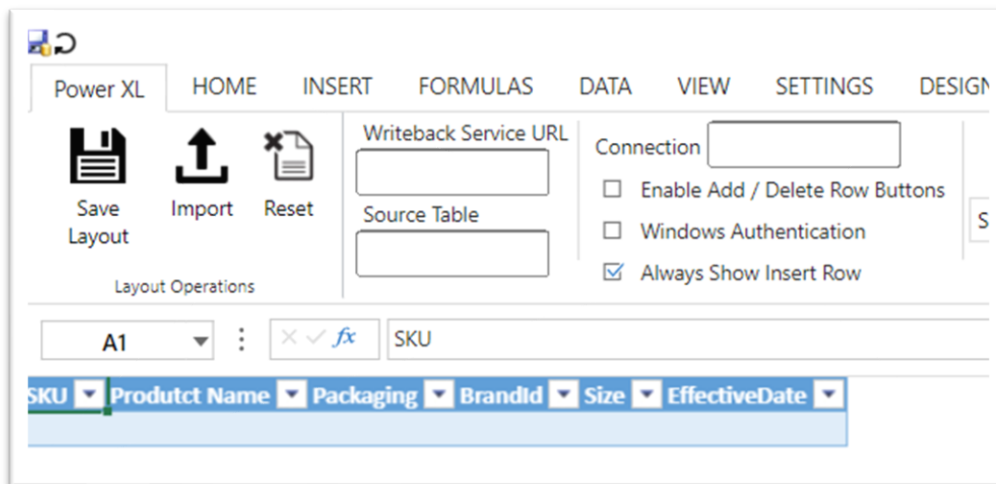 Power XL HOME INSERT FORMULAS DATA VIEW SETTINGS DESIGN
Save
Layout
Import
Reset
Layout Operations
Writeback Service URL
Source Table
Connection
Enable Add / Delete Row Buttons
Windows Authentication
Always Show Insert Row
S
A1
fx
SKU
SKU Produtct Name Packaging BrandId Size EffectiveDate